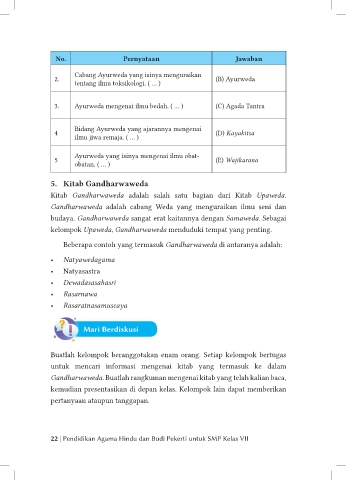 No. Pernyataan Jawaban
2. Cabang Ayurweda yang isinya menguraikan (B) Ayurweda
tentang ilmu toksikologi. ( ... )
3. Ayurweda mengenai ilmu bedah. ( ... ) (C) Agada Tantra
4 Bidang Ayurweda yang ajarannya mengenai (D) Kayakitsa
ilmu jiwa remaja. ( ... )
5 Ayurweda yang isinya mengenai ilmu obat- (E) Wajikarana
obatan. ( ... )
5. Kitab Gandharwaweda
Kitab Gandharwaweda adalah salah satu bagian dari Kitab Upaweda.
Gandharwaweda adalah cabang Weda yang menguraikan ilmu seni dan
budaya. Gandharwaweda sangat erat kaitannya dengan Samaweda. Sebagai
kelompok Upaweda, Gandharwaweda menduduki tempat yang penting.
Beberapa contoh yang termasuk Gandharwaweda di antaranya adalah:
• Natyawedagama
• Natyasastra
• Dewadasasahasri
• Rasarnawa
• Rasaratnasamuscaya
Mari Berdiskusi
Buatlah kelompok beranggotakan enam orang. Setiap kelompok bertugas
untuk mencari informasi mengenai kitab yang termasuk ke dalam
Gandharwaweda. Buatlah rangkuman mengenai kitab yang telah kalian baca,
kemudian presentasikan di depan kelas. Kelompok lain dapat memberikan
pertanyaan ataupun tanggapan.
22 | Pendidikan Agama Hindu dan Budi Pekerti untuk SMP Kelas VII